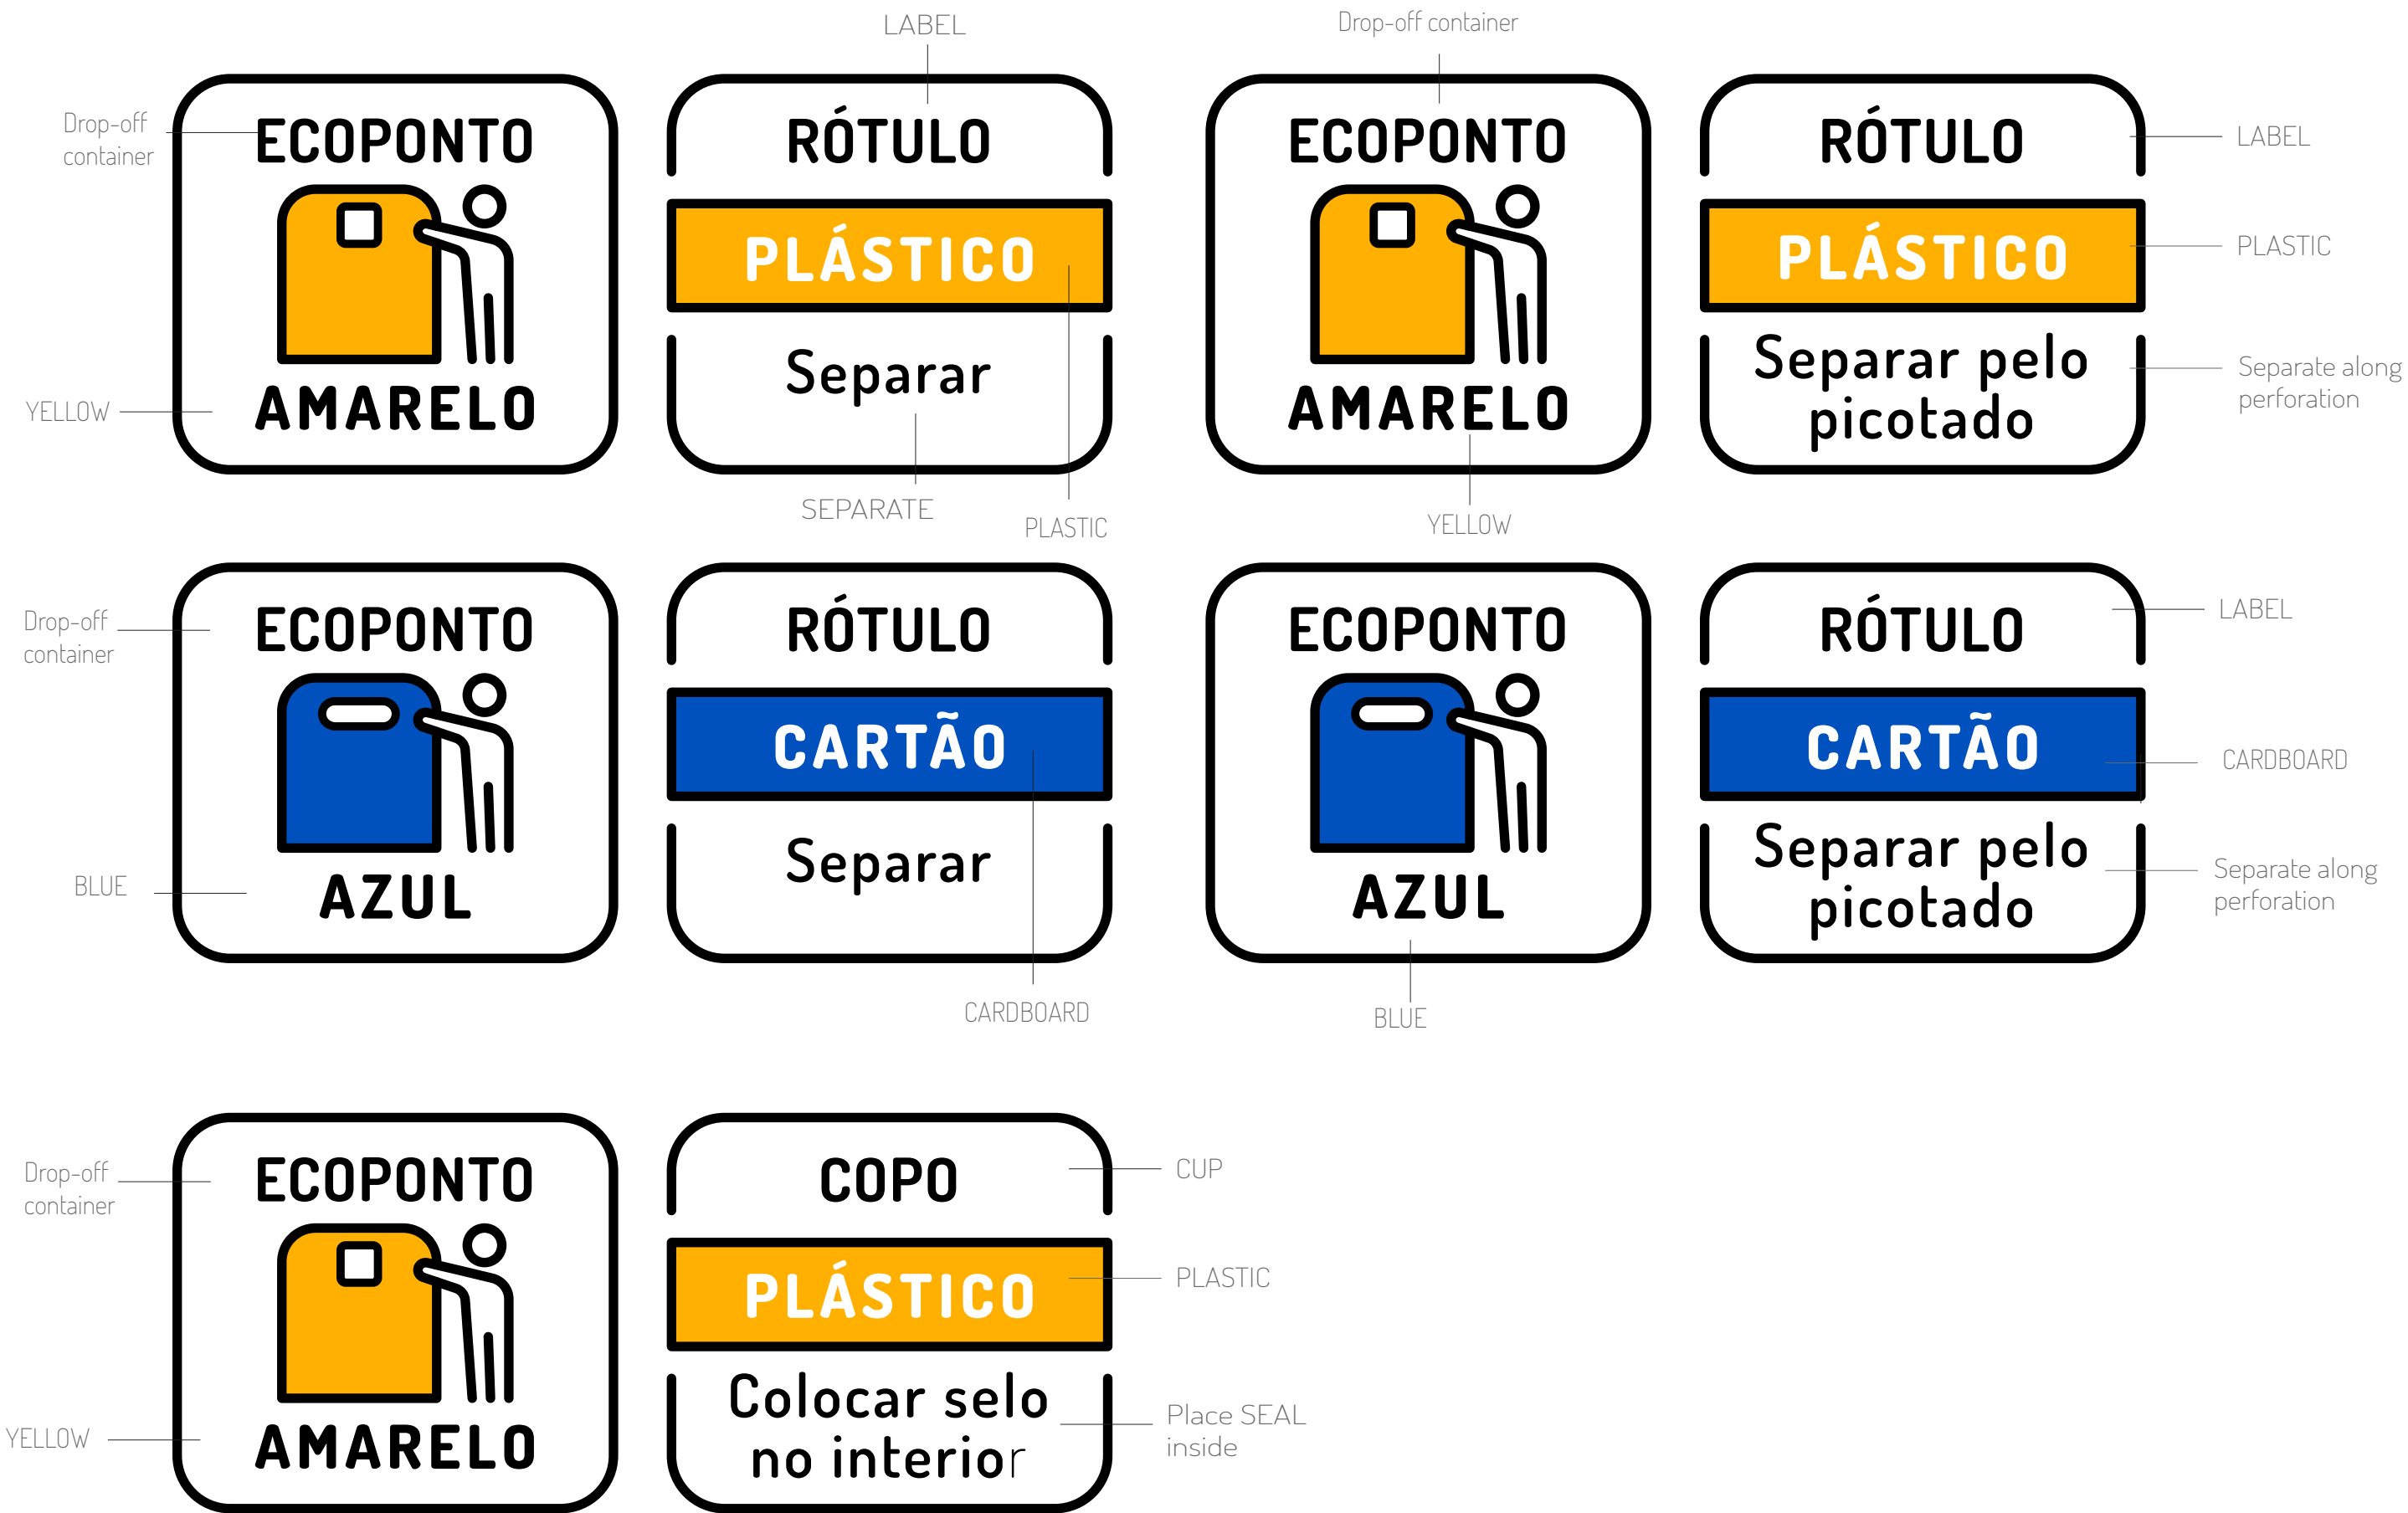 LABEL
Drop-off container
Drop-off
container
ECOPONTO
AMARELO
YELLOW
RÓTULO
PLÁSTICO
Separar
SEPARATE
PLASTIC
ECOPONTO
AMARELO
YELLOW
RÓTULO
PLÁSTICO
Separar pelo
picotado
LABEL
PLASTIC
Separate along
perforation
Drop-off
container
ECOPONTO
AZUL
BLUE
RÓTULO
CARTÃO
Separar
CARDBOARD
ECOPONTO
AZUL
BLUE
RÓTULO
CARTÃO
Separar pelo
picotado
LABEL
CARDBOARD
Separate along
perforation
Drop-off
container
ECOPONTO
AMARELO
YELLOW
COPO
PLÁSTICO
Colocar selo
no interior
CUP
PLASTIC
Place SEAL
inside